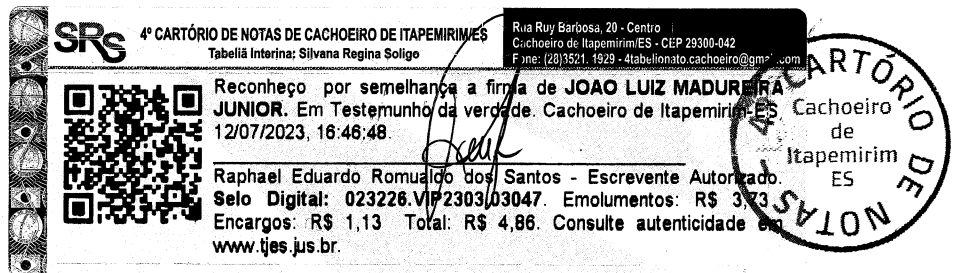 SRS
4º CARTÓRIO DE NOTAS DE CACHOEIRO DE ITAPEMIRIM/ES
Tabeliã Interina: Silvana Regina Soligo
Rua Ruy Barbosa, 20 - Centro
Cachoeiro de Itapemirim/ES - CEP 29300-042
Fone: (28)3521. 1929 - 4tabelionato.cachoeiro@gmail.com
Reconheço por semelhança a firma de JOAO LUIZ MADUREIRA
JUNIOR. Em Testemunho da verdade. Cachoeiro de Itapemirim-ES,
12/07/2023, 16:46:48.
Raphael Eduardo Romualdo dos Santos - Escrevente Autorizado.
Selo Digital: 023226.VIP2303.03047. Emolumentos: R$ 3,73
Encargos: R$ 1,13 Total: R$ 4,86. Consulte autenticidade em
www.tjes.jus.br.
CARTÓRIO DE NOTAS
Cachoeiro
de
Itapemirim
ES